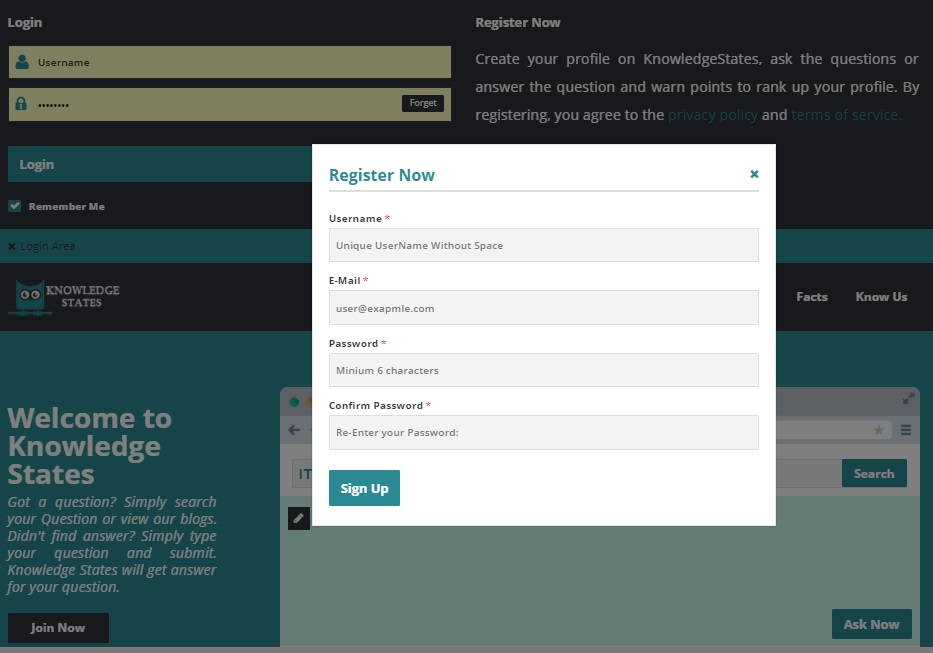 Login
Username
••••••••
Forget
Login
Remember Me
Login Area
Register Now
Create your profile on KnowledgeStates, ask the questions or
answer the question and warn points to rank up your profile. By
registering, you agree to the privacy policy and terms of service.
KNOWLEDGE
STATES
Facts
Know Us
Register Now
Username *
Unique UserName Without Space
E-Mail *
user@exapmle.com
Password *
Minium 6 characters
Confirm Password *
Re-Enter your Password:
Sign Up
Welcome to
Knowledge
States
Got a question? Simply search
your Question or view our blogs.
Didn't find answer? Simply type
your question and submit.
Knowledge States will get answer
for your question.
Join Now
IT
Search
Ask Now